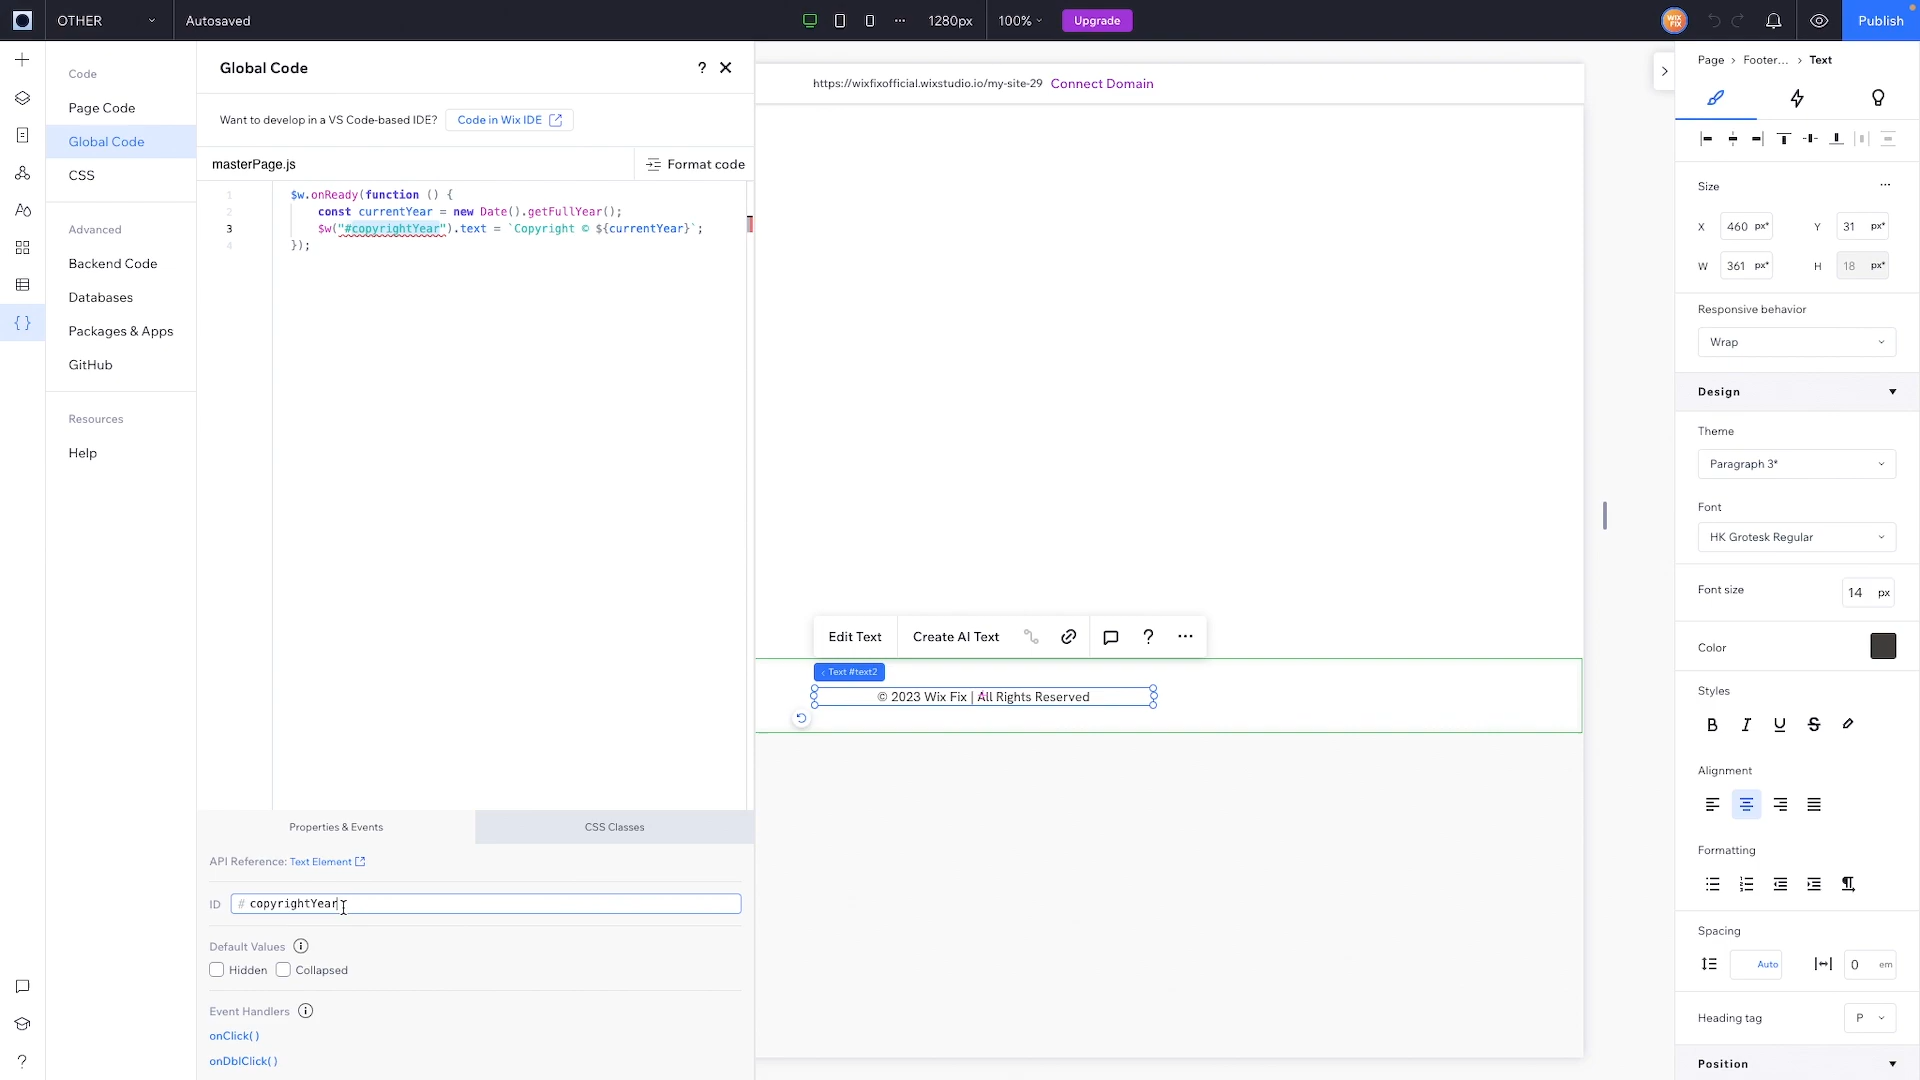 OTHER
Autosaved
1280px
100%
Upgrade
WIX FIX
Publish
Code
Page Code
Global Code
CSS
Advanced
Backend Code
Databases
Packages & Apps
GitHub
Resources
Help
Global Code
?
Want to develop in a VS Code-based IDE?
Code in Wix IDE
masterPage.js
Format code
1 $w.onReady(function () {
2 const currentYear = new Date().getFullYear();
3 $w("#copyrightYear").text = `Copyright © ${currentYear}`;
4 });
Properties & Events
CSS Classes
API Reference: Text Element
ID # copyrightYear
Default Values
Hidden
Collapsed
Event Handlers
onClick( )
onDblClick( )
https://wixfixofficial.wixstudio.io/my-site-29
Connect Domain
Edit Text
Create AI Text
?
Text #text2
© 2023 Wix Fix | All Rights Reserved
Page > Footer... > Text
Size
X 460 px*
Y 31 px*
W 361 px*
H 18 px*
Responsive behavior
Wrap
Design
Theme
Paragraph 3*
Font
HK Grotesk Regular
Font size
14 px
Color
Styles
B I U S
Alignment
Formatting
Spacing
Auto
0 em
Heading tag
P
Position
?